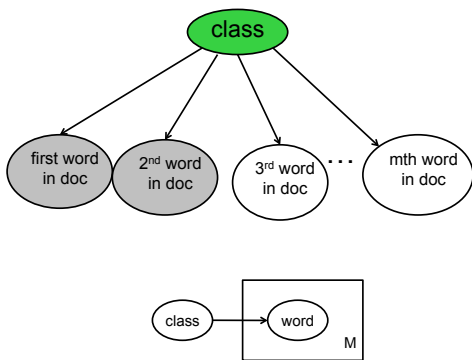 class
first word
in doc
2nd word
in doc
3rd word
in doc
...
mth word
in doc
class
word
M